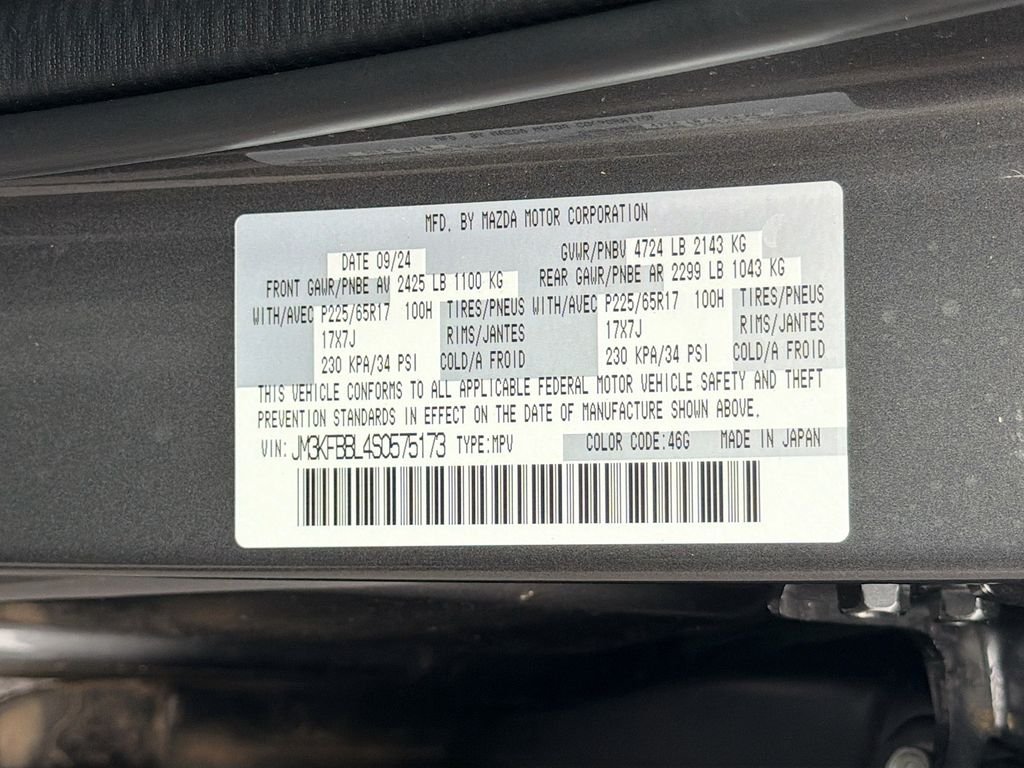 MFD. BY MAZDA MOTOR CORPORATION
DATE 09/24 GVWR/PNBV 4724 LB 2143 KG
FRONT GAWR/PNBE AV 2425 LB 1100 KG REAR GAWR/PNBE AR 2299 LB 1043 KG
WITH/AVEC P225/65R17 100H TIRES/PNEUS WITH/AVEC P225/65R17 100H TIRES/PNEUS
17X7J RIMS/JANTES 17X7J RIMS/JANTES
230 KPA/34 PSI COLD/A FROID 230 KPA/34 PSI COLD/A FROID
THIS VEHICLE CONFORMS TO ALL APPLICABLE FEDERAL MOTOR VEHICLE SAFETY AND THEFT
PREVENTION STANDARDS IN EFFECT ON THE DATE OF MANUFACTURE SHOWN ABOVE.
VIN: JM3KFBBL4S0575173 TYPE:MPV COLOR CODE:46G MADE IN JAPAN